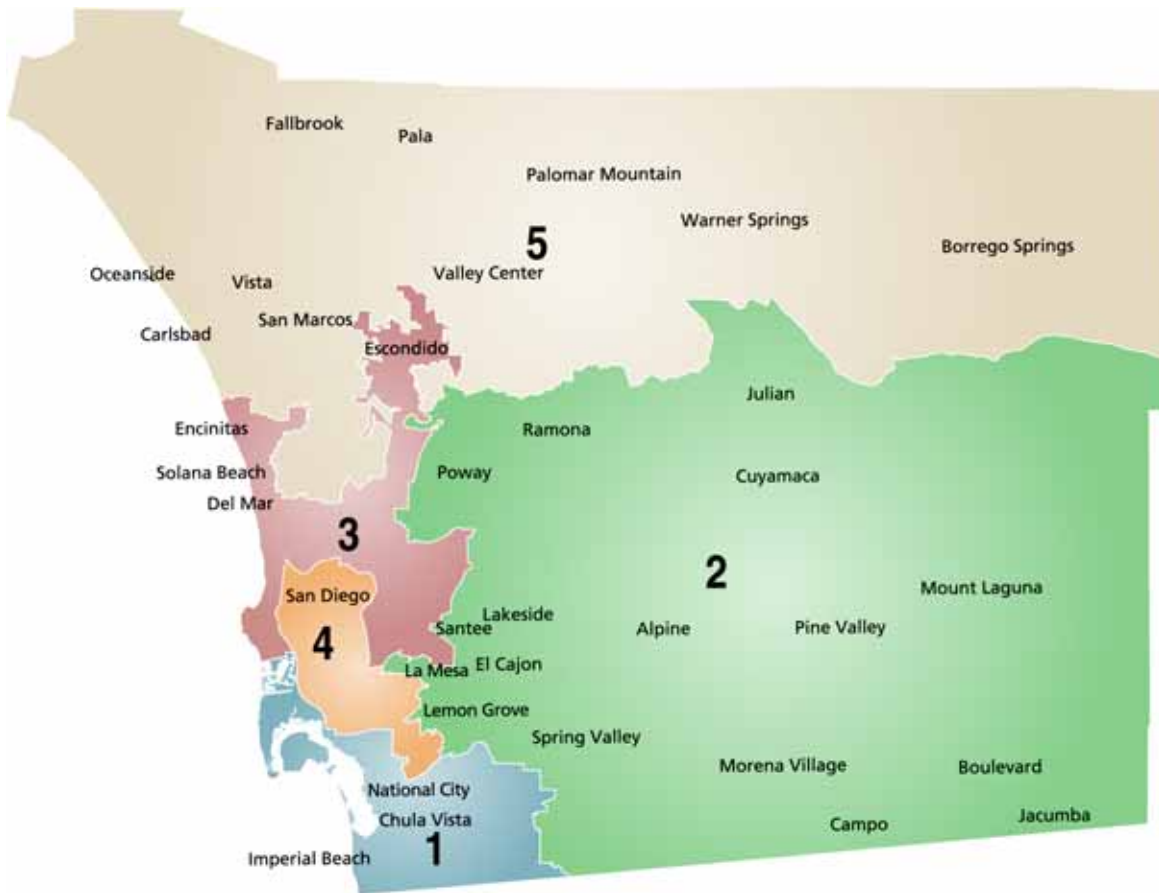 Fallbrook
Pala
Palomar Mountain
Warner Springs
5
Borrego Springs
Oceanside
Vista
Valley Center
San Marcos
Carlsbad
Escondido
Julian
Encinitas
Ramona
Solana Beach
Poway
Cuyamaca
Del Mar
3
2
Mount Laguna
San Diego
Lakeside
Santee
Alpine
Pine Valley
4
La Mesa
El Cajon
Lemon Grove
Spring Valley
Morena Village
Boulevard
National City
Chula Vista
Campo
Jacumba
1
Imperial Beach